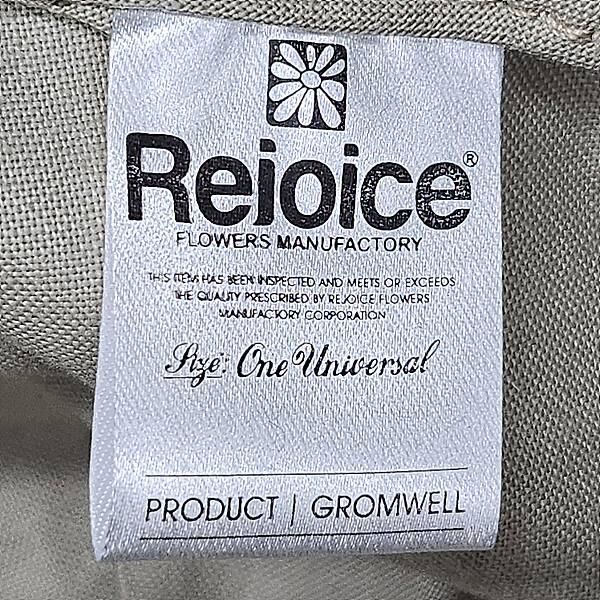 Rejoice®
FLOWERS MANUFACTORY
THIS ITEM HAS BEEN INSPECTED AND MEETS OR EXCEEDS
THE QUALITY PRESCRIBED BY REJOICE FLOWERS
MANUFACTORY CORPORATION
Size: One Universal
PRODUCT | GROMWELL